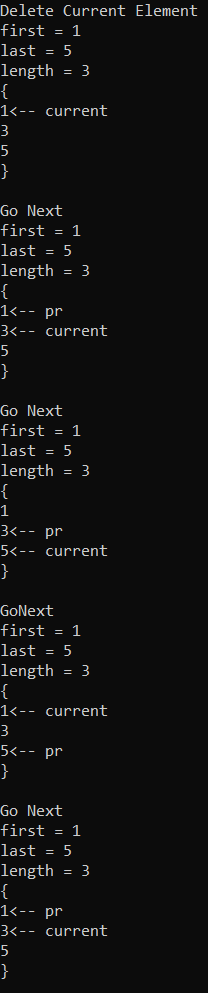 Delete Current Element
first = 1
last = 5
length = 3
{
1<-- current
3
5
}

Go Next
first = 1
last = 5
length = 3
{
1<-- pr
3<-- current
5
}

Go Next
first = 1
last = 5
length = 3
{
1
3<-- pr
5<-- current
}

GoNext
first = 1
last = 5
length = 3
{
1<-- current
3
5<-- pr
}

Go Next
first = 1
last = 5
length = 3
{
1<-- pr
3<-- current
5
}